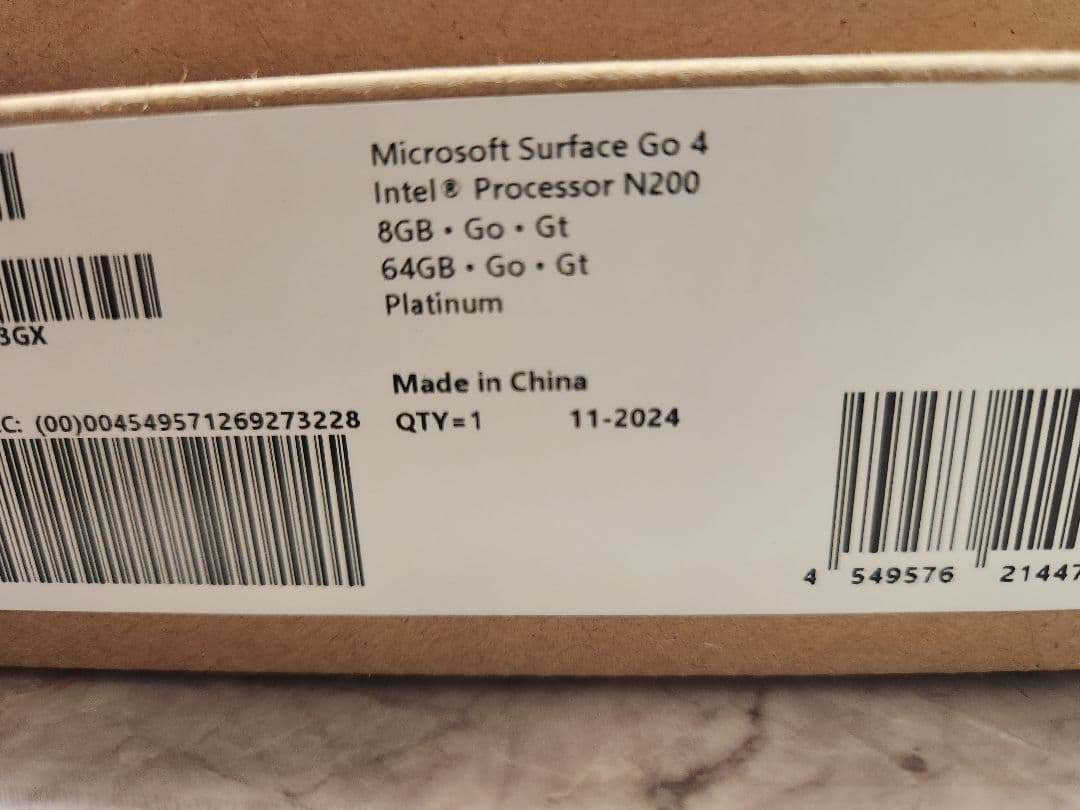 Microsoft Surface Go 4
Intel® Processor N200
8GB • Go • Gt
64GB • Go • Gt
Platinum
3GX
Made in China
C: (00)004549571269273228
QTY=1 11-2024
4 549576 21447